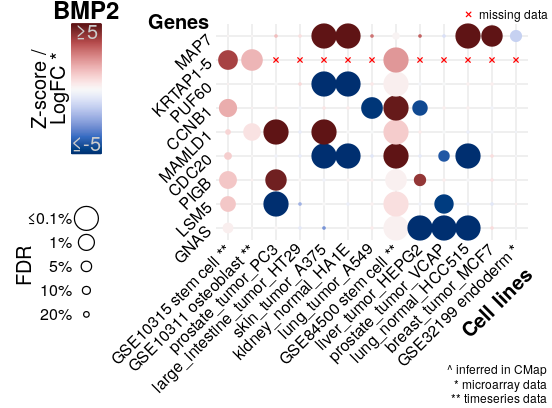 BMP2
Genes
× missing data
≥5
≤-5
Z-score /
LogFC *
MAP7
KRTAP1-5
PUF60
CCNB1
MAMLD1
CDC20
PIGB
LSM5
GNAS
FDR
≤0.1%
1%
5%
10%
20%
GSE10315 stem cell **
GSE10311 osteoblast **
prostate_tumor_PC3
large_Intestine_tumor_HT29
skin_tumor_A375
kidney_normal_HA1E
lung_tumor_A549
GSE84500 stem cell **
liver_tumor_HEPG2
prostate_tumor_VCAP
lung_normal_HCC515
breast_tumor_MCF7
GSE32199 endoderm *
Cell lines
^ inferred in CMap
* microarray data
** timeseries data